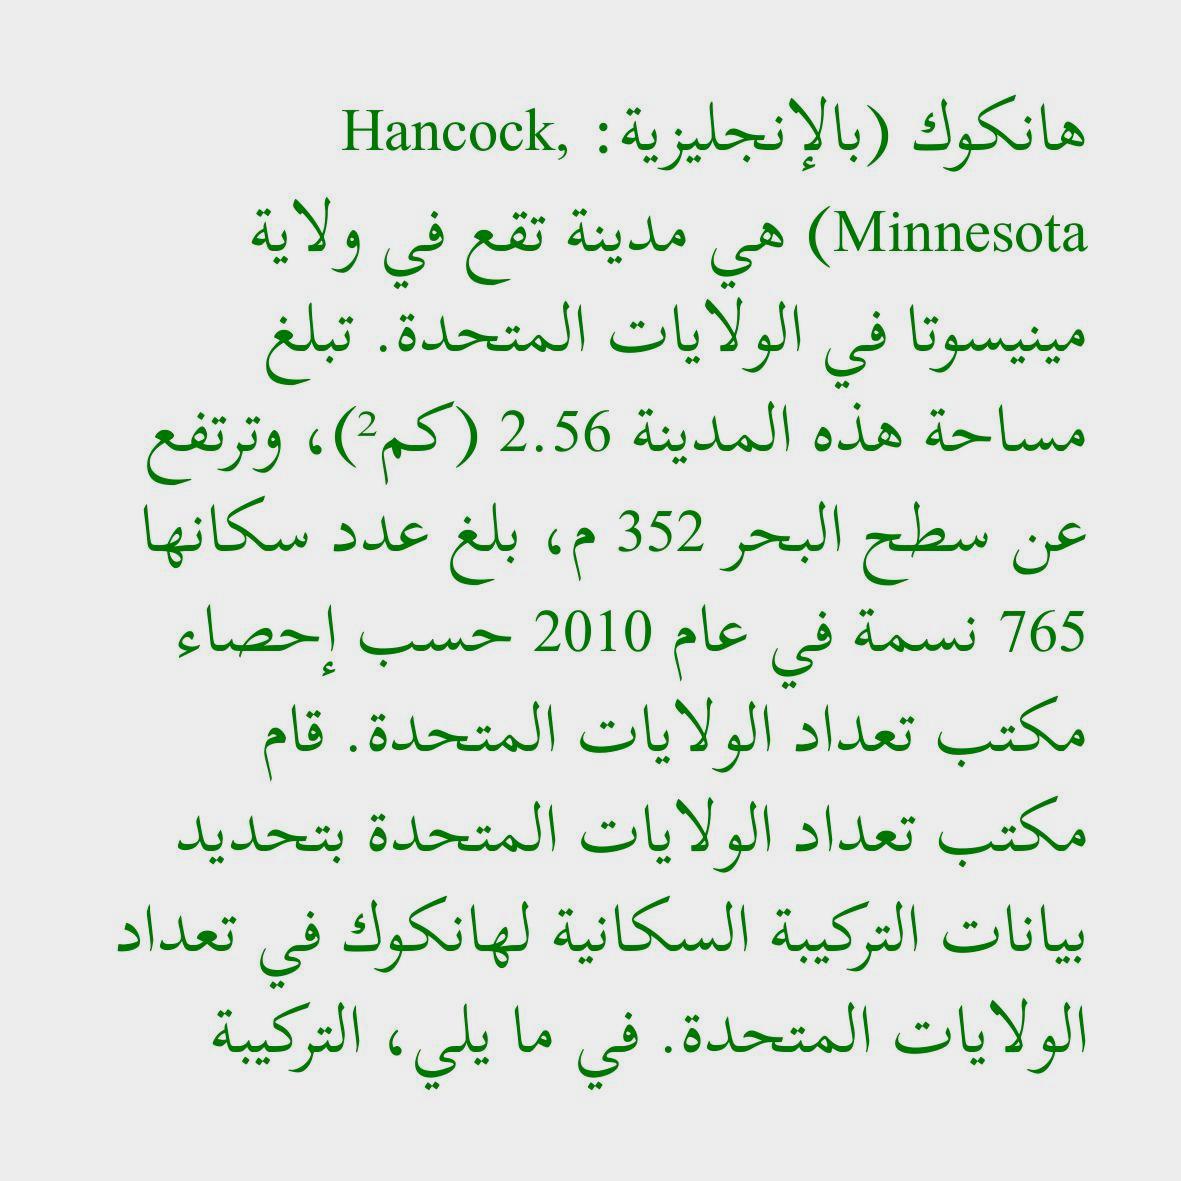 هانكوك (بالإنجليزية: Hancock,
Minnesota) هي مدينة تقع في ولاية
مينيسوتا في الولايات المتحدة. تبلغ
مساحة هذه المدينة 2.56 (كم²)، وترتفع
عن سطح البحر 352 م، بلغ عدد سكانها
765 نسمة في عام 2010 حسب إحصاء
مكتب تعداد الولايات المتحدة. قام
مكتب تعداد الولايات المتحدة بتحديد
بيانات التركيبة السكانية لهانكوك في تعداد
الولايات المتحدة. في ما يلي، التركيبة